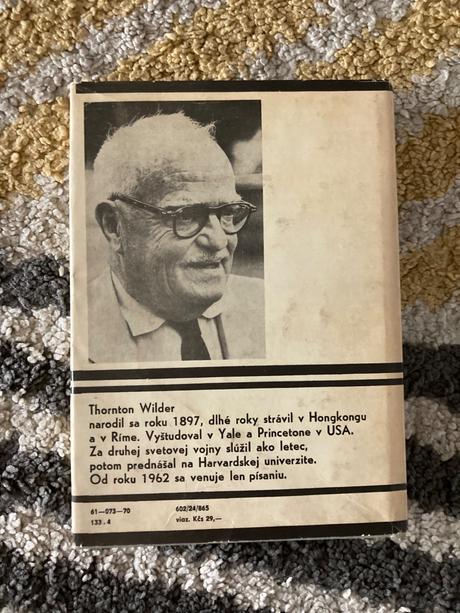 Thornton Wilder
narodil sa roku 1897, dlhé roky strávil v Hongkongu
a v Ríme. Vyštudoval v Yale a Princetone v USA.
Za druhej svetovej vojny slúžil ako letec,
potom prednášal na Harvardskej univerzite.
Od roku 1962 sa venuje len písaniu.
61—073—70
133.4
602/24/865
viaz. Kčs 29,—